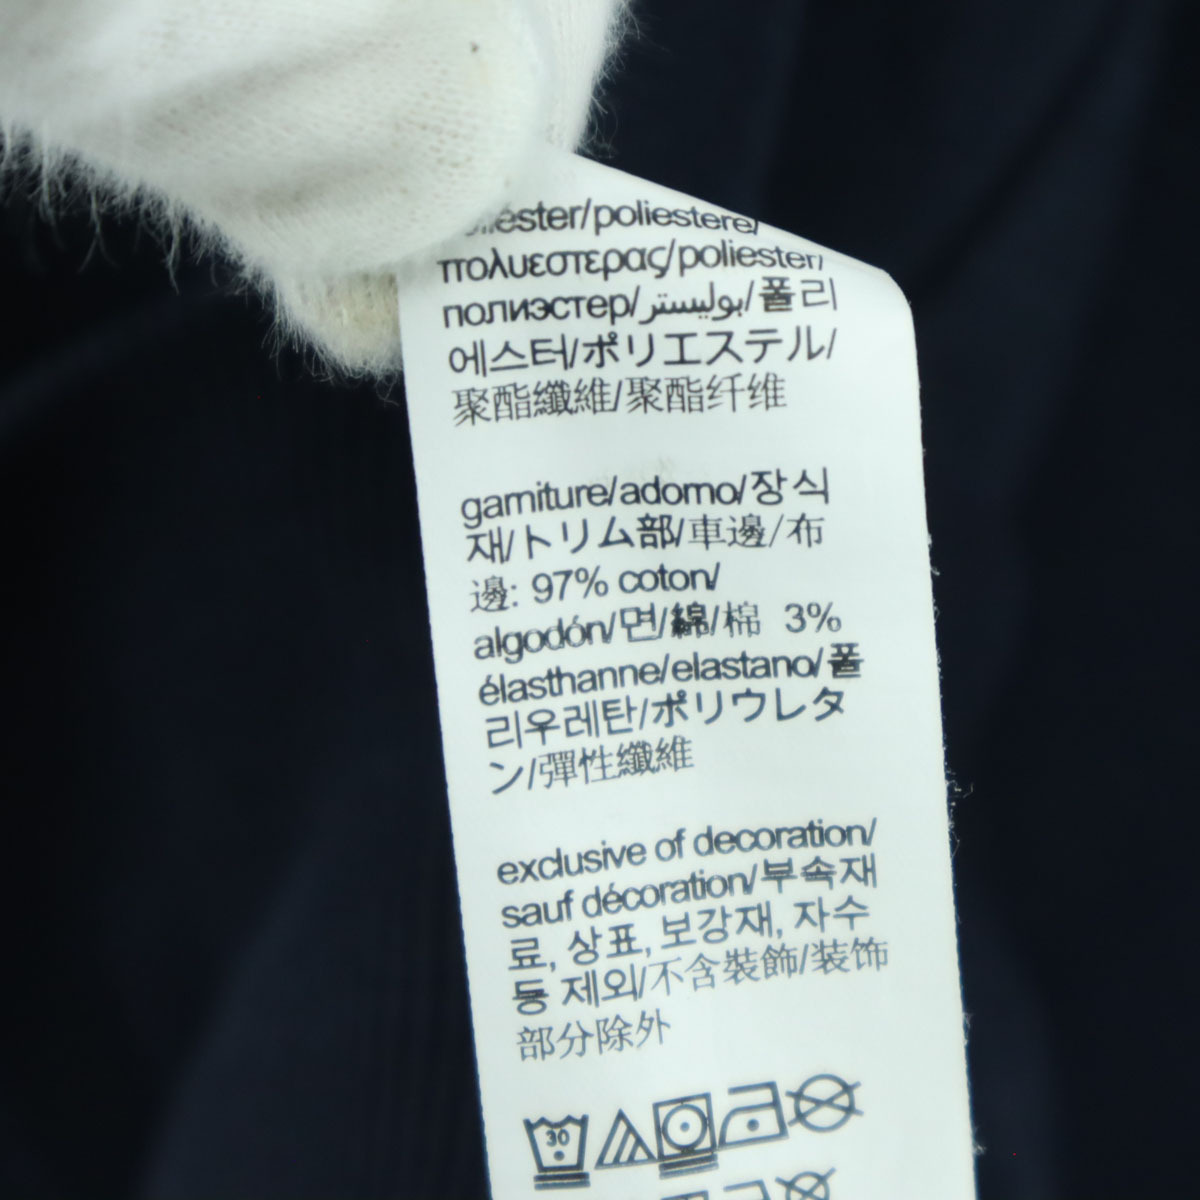 poliestere/
πολυεστερας/poliester/
полиэстер/بوليستر/폴리
에스터/ポリエステル/
聚酯纖維/聚酯纤维
garniture/adorno/장식
재/トリム部/車邊/布
邊: 97% coton/
algodón/면/綿/棉 3%
élasthanne/elastano/폴
리우레탄/ポリウレタ
ン/彈性纖維
exclusive of decoration/
sauf décoration/부속재
료, 상표, 보강재, 자수
등 제외/不含裝飾/装饰
部分除外
30